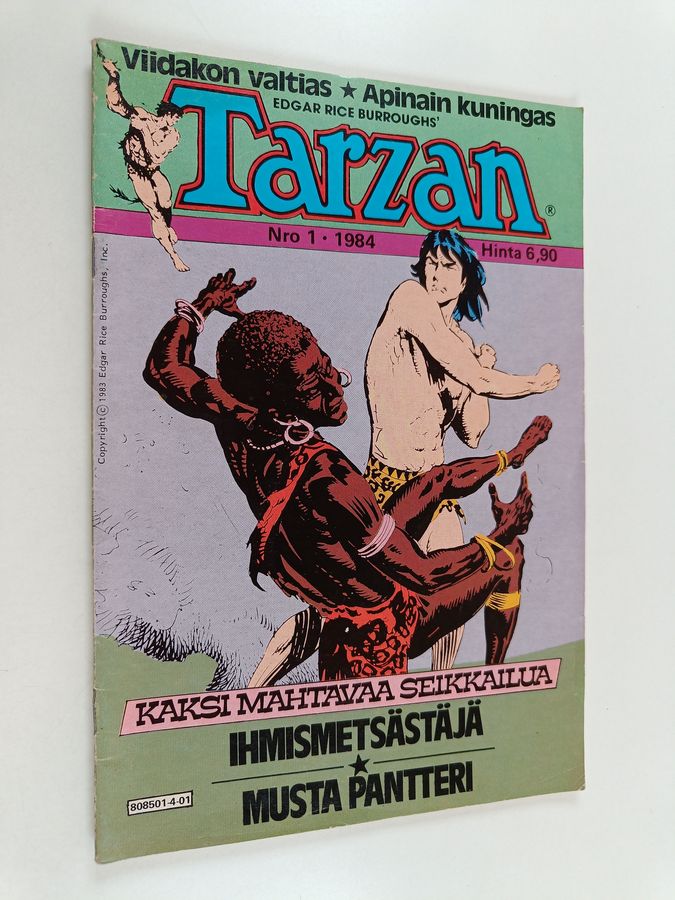 Viidakon valtias ★ Apinain kuningas
EDGAR RICE BURROUGHS'
Tarzan®
Nro 1 • 1984
Hinta 6,90
Copyright © 1983 Edgar Rice Burroughs, Inc.
KAKSI MAHTAVAA SEIKKAILUA
IHMISMETSÄSTÄJÄ
★
MUSTA PANTTERI
808501-4-01